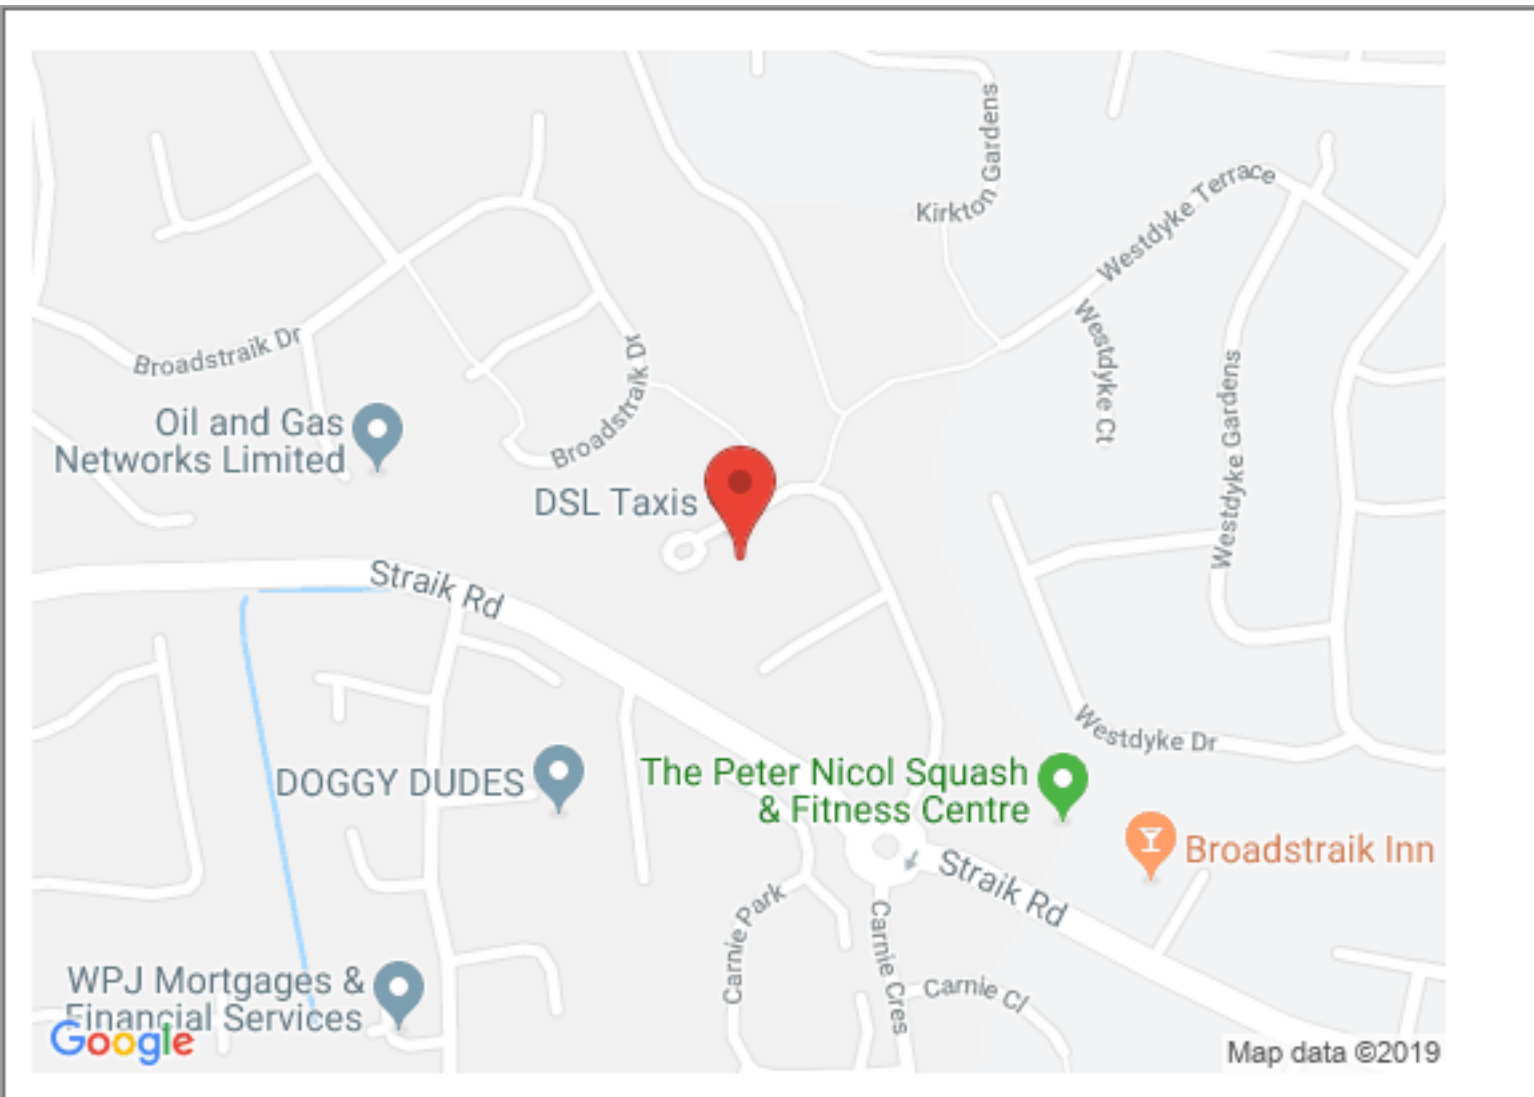 Kirkton Gardens
Westdyke Terrace
Broadstraik Dr
Broadstraik Dr
Westdyke Ct
Westdyke Gardens
Oil and Gas
Networks Limited
DSL Taxis
Straik Rd
Westdyke Dr
DOGGY DUDES
The Peter Nicol Squash
& Fitness Centre
Broadstraik Inn
Straik Rd
Carnie Park
Carnie Cres
Carnie Cl
WPJ Mortgages &
Financial Services
Google
Map data ©2019